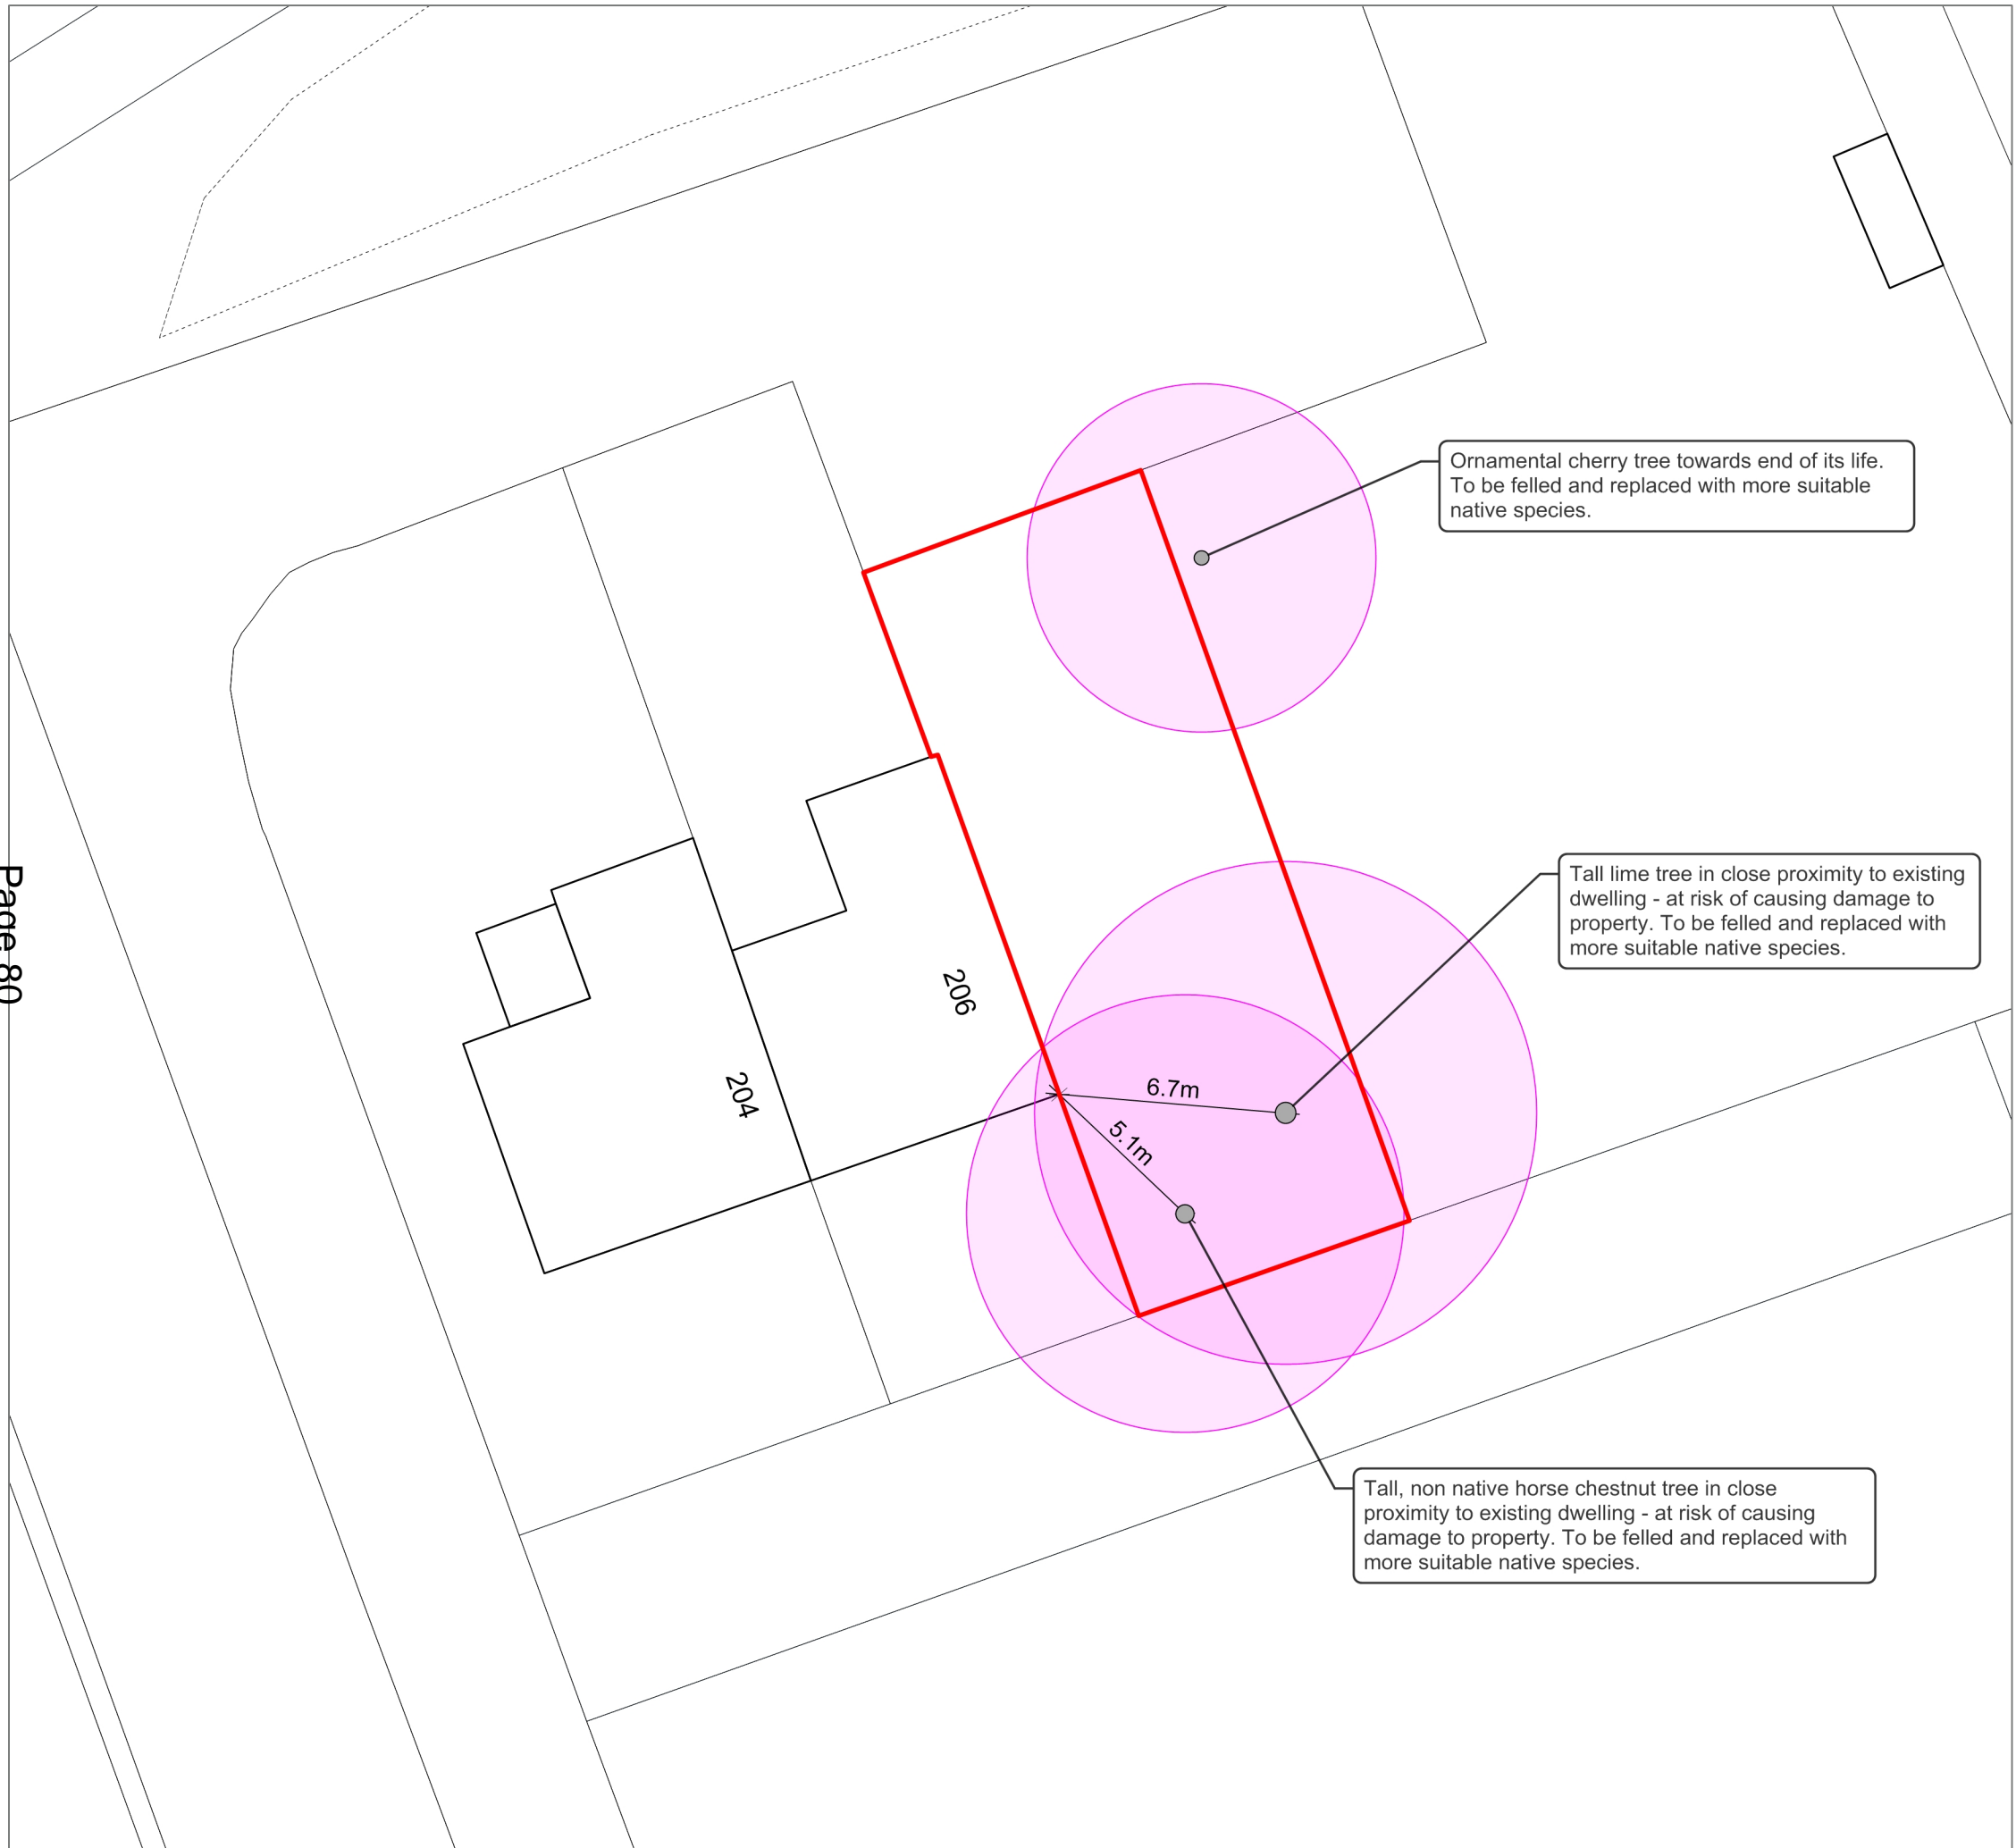 Ornamental cherry tree towards end of its life.
To be felled and replaced with more suitable
native species.
Tall lime tree in close proximity to existing
dwelling - at risk of causing damage to
property. To be felled and replaced with
more suitable native species.
Page 80
206
204
6.7m
5.1m
Tall, non native horse chestnut tree in close
proximity to existing dwelling - at risk of causing
damage to property. To be felled and replaced with
more suitable native species.